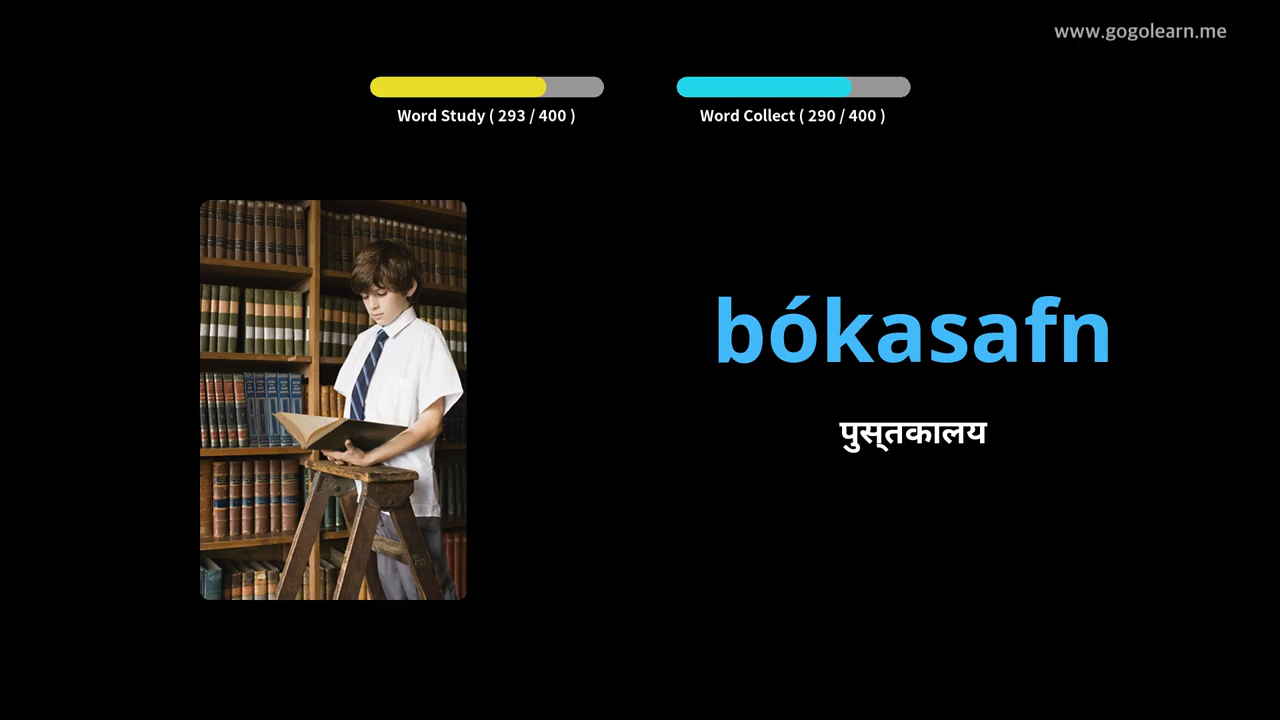 www.gogolearn.me
Word Study ( 293 / 400 )
Word Collect ( 290 / 400 )
bókasafn
पुस्तकालय